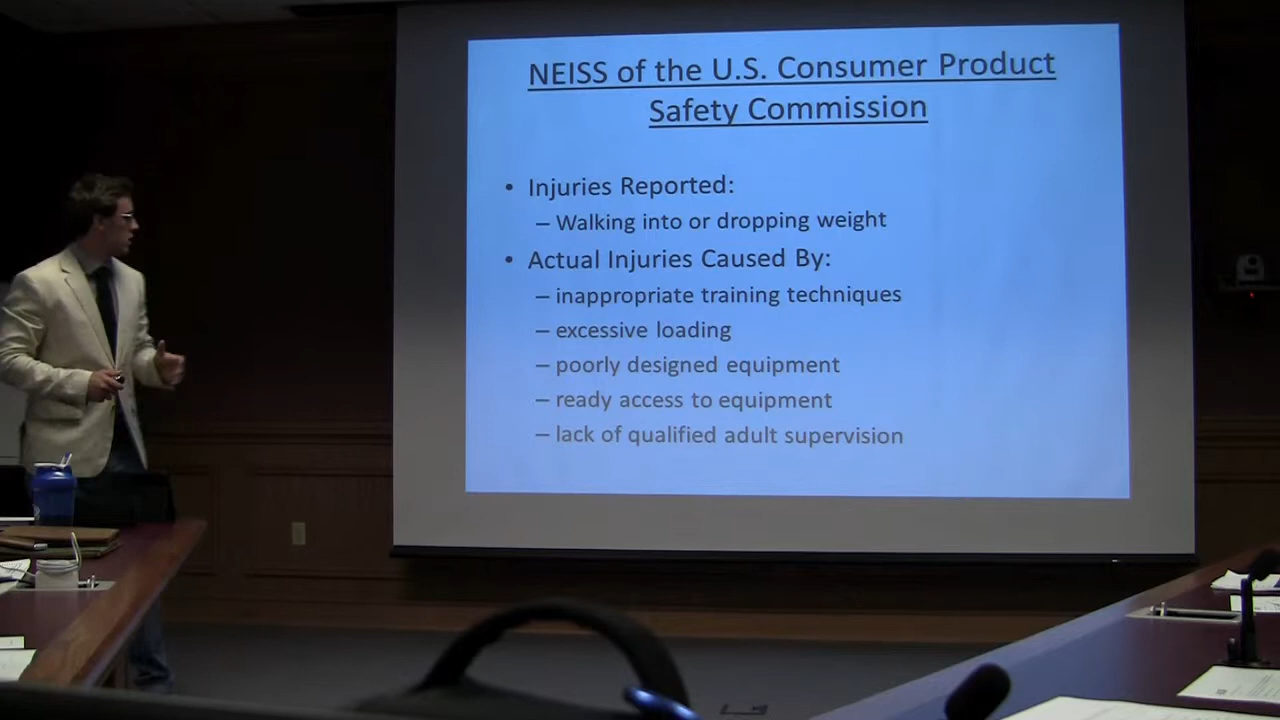 NEISS of the U.S. Consumer Product
Safety Commission
• Injuries Reported:
– Walking into or dropping weight
• Actual Injuries Caused By:
– inappropriate training techniques
– excessive loading
– poorly designed equipment
– ready access to equipment
– lack of qualified adult supervision